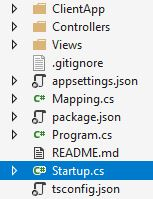 ClientApp
Controllers
Views
.gitignore
appsettings.json
Mapping.cs
package.json
Program.cs
README.md
Startup.cs
tsconfig.json